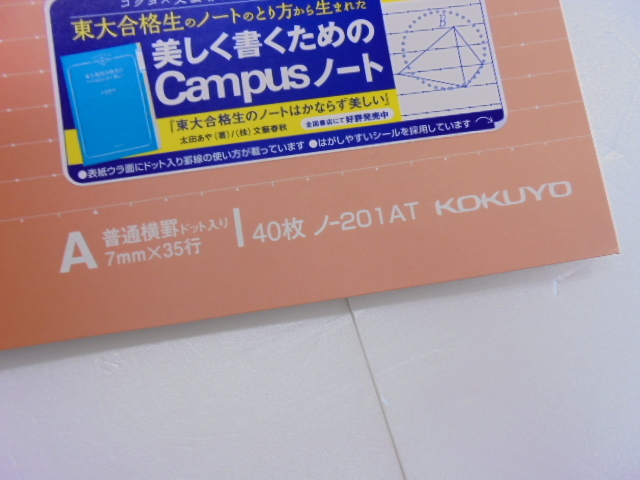 コクヨ×文藝
東大合格生のノートのとり方から生まれた
美しく書くための
Campusノート
『東大合格生のノートはかならず美しい』
太田あや(著)/(株)文藝春秋
全国書店にて好評発売中
●表紙ウラ面にドット入り罫線の使い方が載っています ●はがしやすいシールを採用しています
B
A 普通横罫ドット入り
7mm×35行
40枚 ノ-201AT KOKUYO